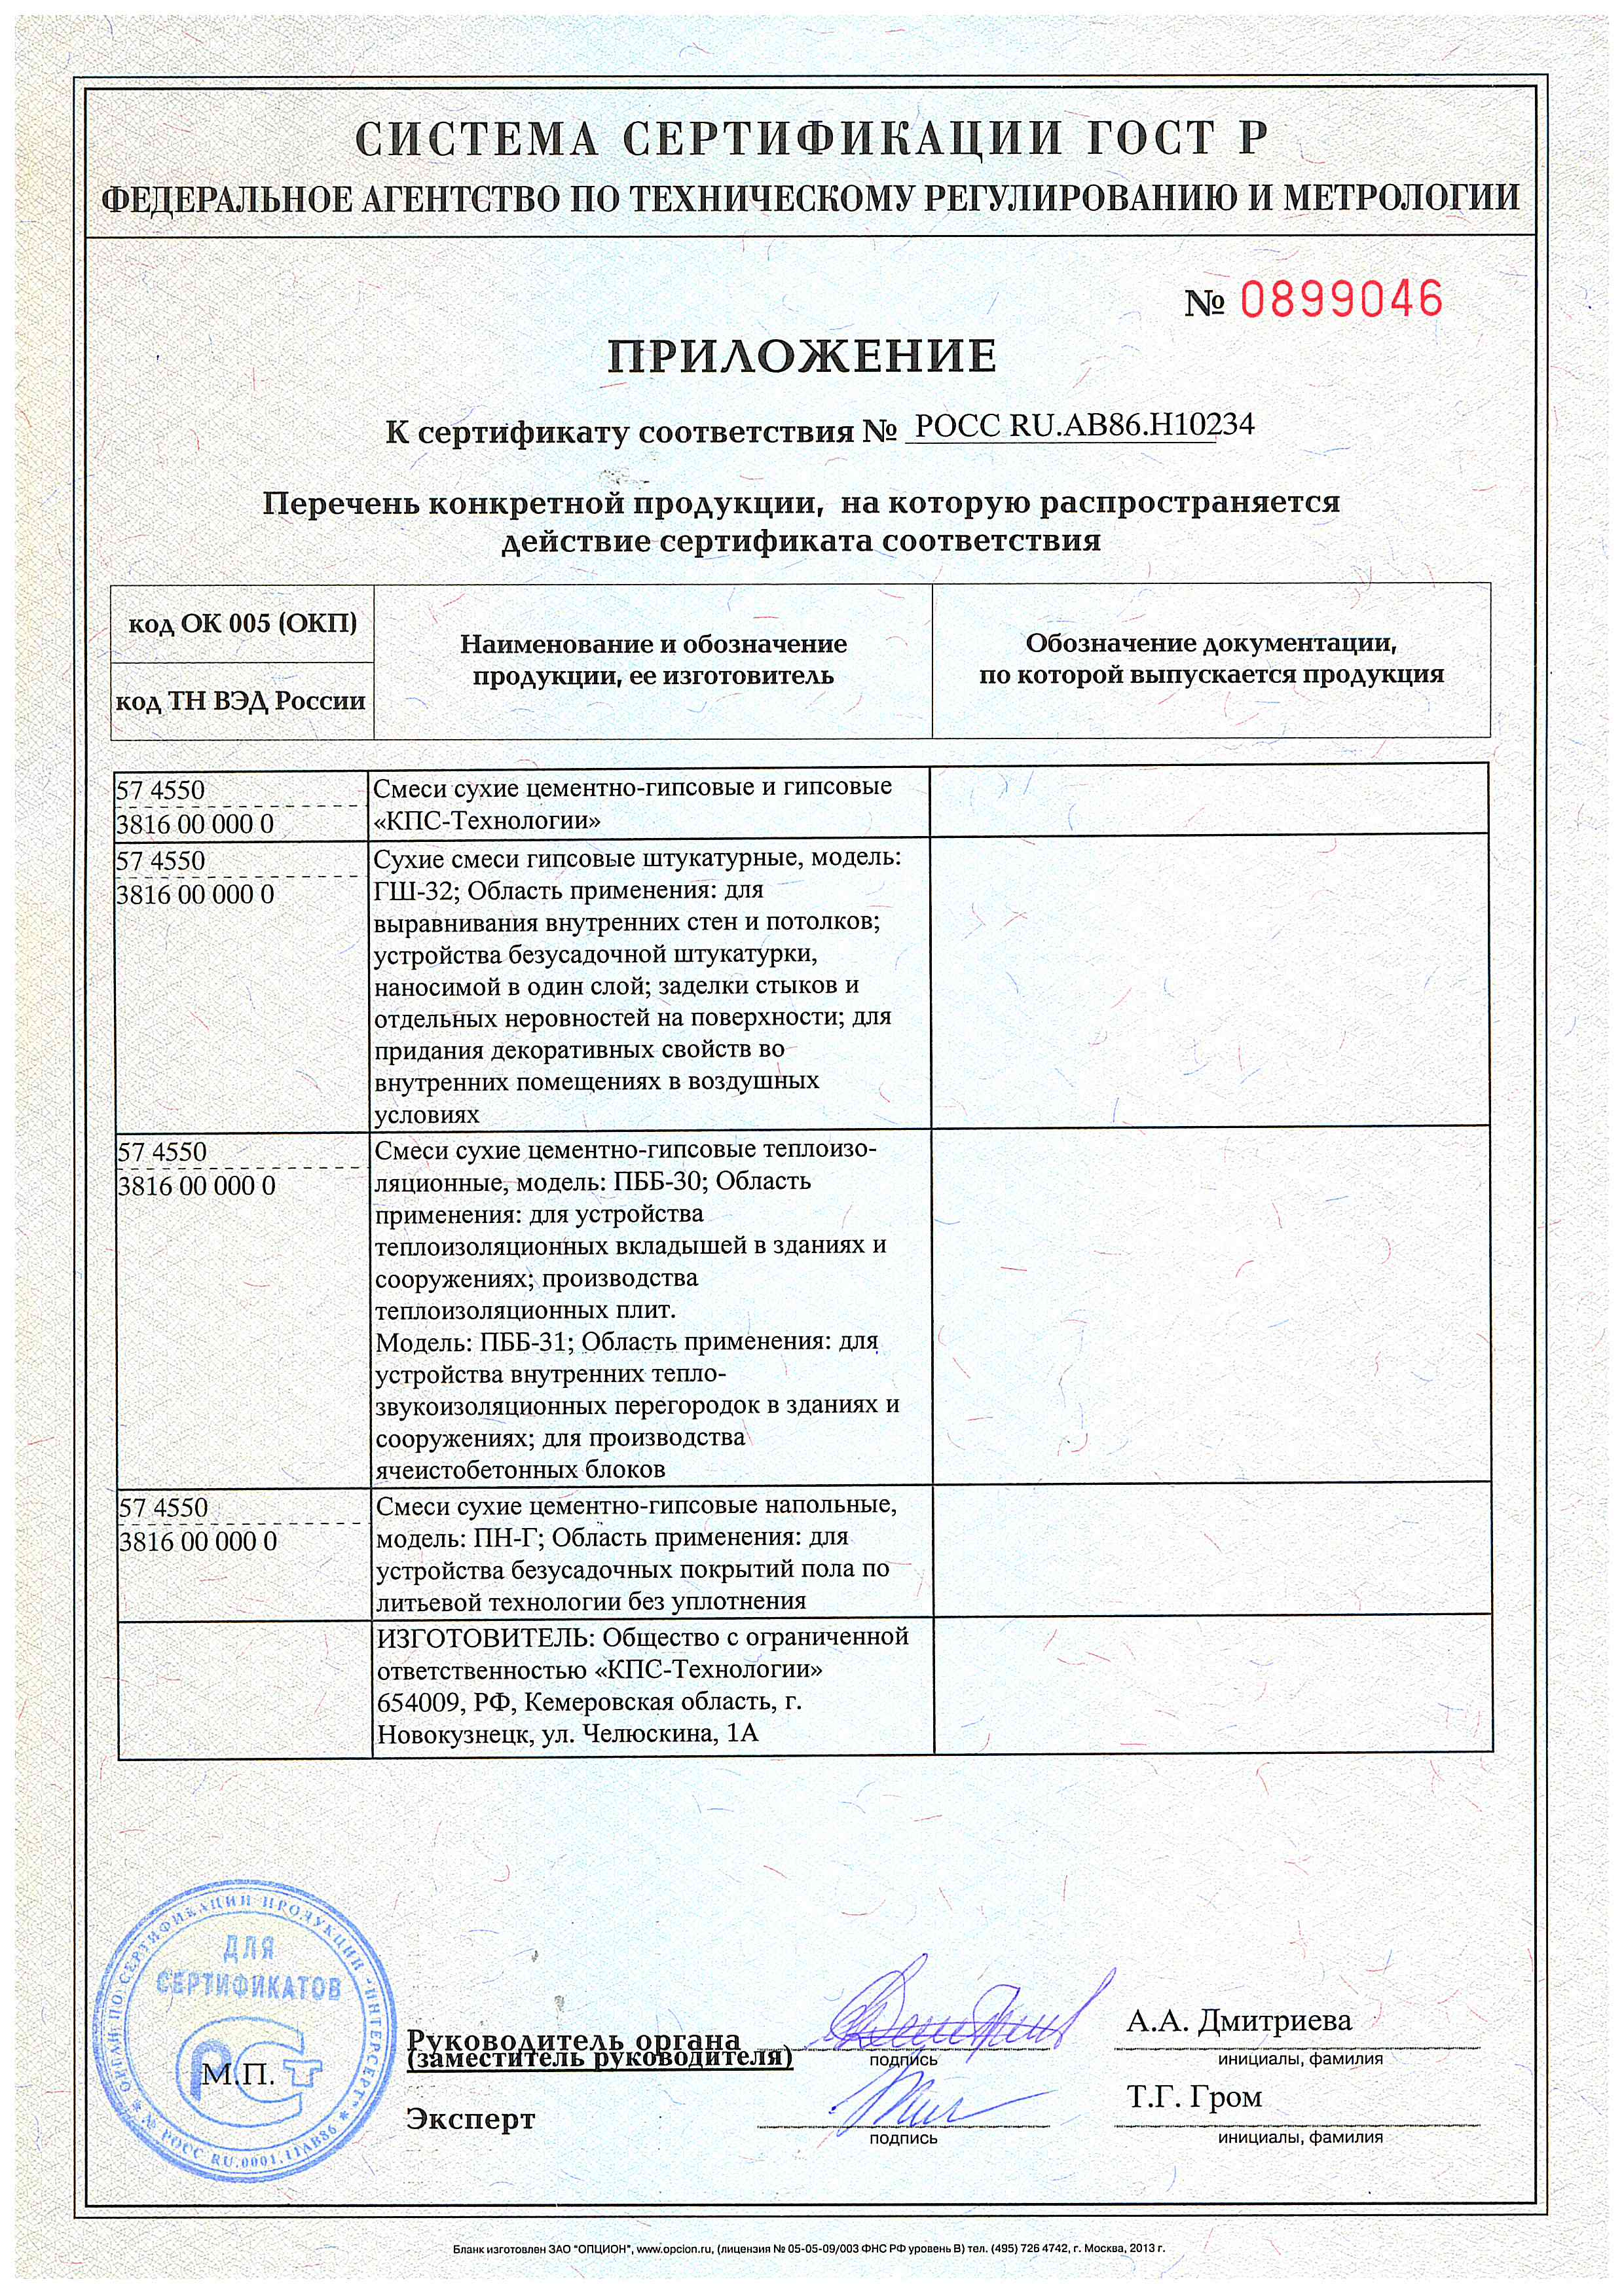 СИСТЕМА СЕРТИФИКАЦИИ ГОСТ Р
ФЕДЕРАЛЬНОЕ АГЕНТСТВО ПО ТЕХНИЧЕСКОМУ РЕГУЛИРОВАНИЮ И МЕТРОЛОГИИ
№ 0899046
ПРИЛОЖЕНИЕ
К сертификату соответствия № РОСС RU.АВ86.Н10234
Перечень конкретной продукции, на которую распространяется
действие сертификата соответствия
код ОК 005 (ОКП)
код ТН ВЭД России
Наименование и обозначение
продукции, ее изготовитель
Обозначение документации,
по которой выпускается продукция
57 4550
3816 00 000 0
Смеси сухие цементно-гипсовые и гипсовые
«КПС-Технологии»
57 4550
3816 00 000 0
Сухие смеси гипсовые штукатурные, модель:
ГШ-32; Область применения: для
выравнивания внутренних стен и потолков;
устройства безусадочной штукатурки,
наносимой в один слой; заделки стыков и
отдельных неровностей на поверхности; для
придания декоративных свойств во
внутренних помещениях в воздушных
условиях
57 4550
3816 00 000 0
Смеси сухие цементно-гипсовые теплоизо-
ляционные, модель: ПББ-30; Область
применения: для устройства
теплоизоляционных вкладышей в зданиях и
сооружениях; производства
теплоизоляционных плит.
Модель: ПББ-31; Область применения: для
устройства внутренних тепло-
звукоизоляционных перегородок в зданиях и
сооружениях; для производства
ячеистобетонных блоков
57 4550
3816 00 000 0
Смеси сухие цементно-гипсовые напольные,
модель: ПН-Г; Область применения: для
устройства безусадочных покрытий пола по
литьевой технологии без уплотнения
ИЗГОТОВИТЕЛЬ: Общество с ограниченной
ответственностью «КПС-Технологии»
654009, РФ, Кемеровская область, г.
Новокузнецк, ул. Челюскина, 1А
ОРГАН ПО СЕРТИФИКАЦИИ ПРОДУКЦИИ "ИНТЕРСЕРТ"
№ РОСС RU.0001.11АВ86
ДЛЯ
СЕРТИФИКАТОВ
М.П.
Руководитель органа
(заместитель руководителя)
подпись
А.А. Дмитриева
инициалы, фамилия
Эксперт
подпись
Т.Г. Гром
инициалы, фамилия
Бланк изготовлен ЗАО "ОПЦИОН", www.opcion.ru, (лицензия № 05-05-09/003 ФНС РФ уровень В) тел. (495) 726 4742, г. Москва, 2013 г.